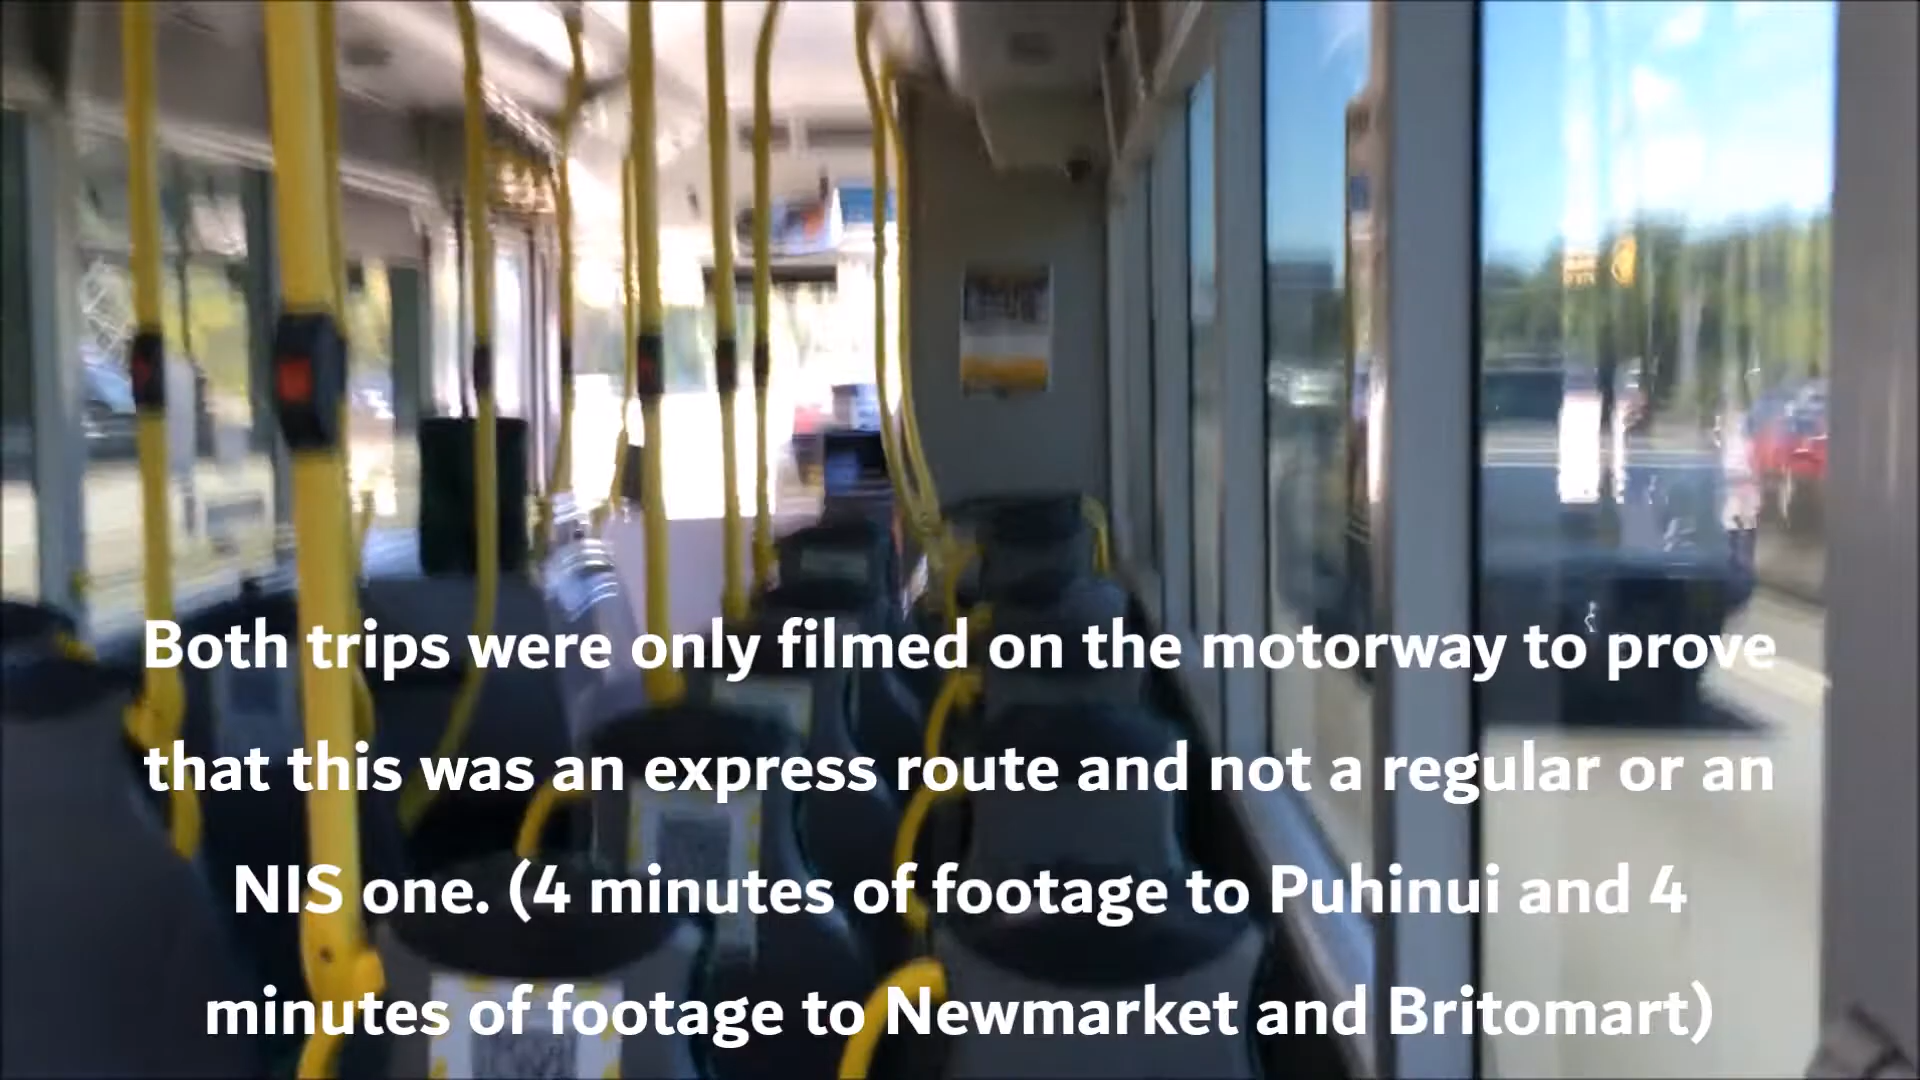 Both trips were only filmed on the motorway to prove
that this was an express route and not a regular or an
NIS one. (4 minutes of footage to Puhinui and 4
minutes of footage to Newmarket and Britomart)